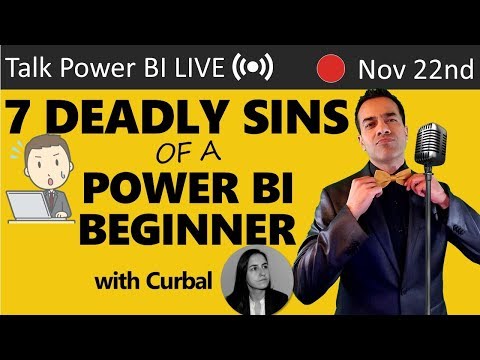 Talk Power BI LIVE
Nov 22nd
7 DEADLY SINS
OF A
POWER BI
BEGINNER
with Curbal